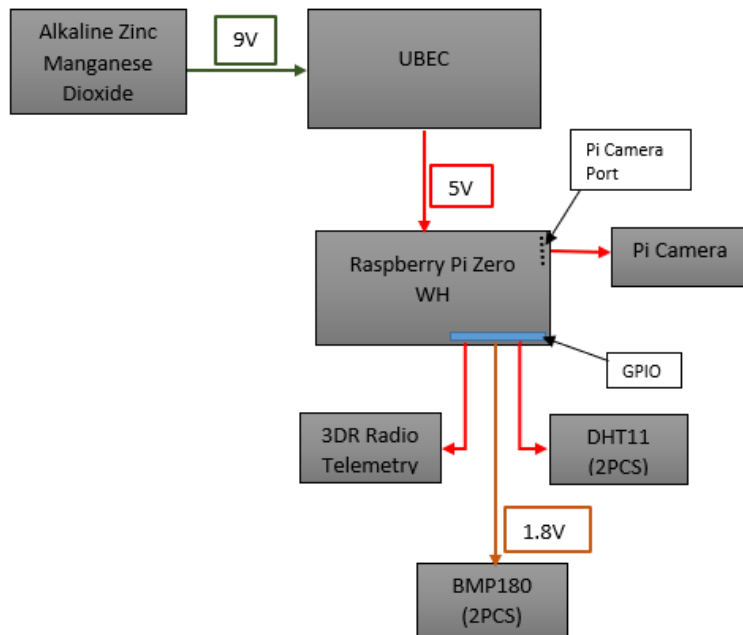 Alkaline Zinc
Manganese
Dioxide
9V
UBEC
Pi Camera
Port
5V
Raspberry Pi Zero
WH
Pi Camera
GPIO
3DR Radio
Telemetry
DHT11
(2PCS)
1.8V
BMP180
(2PCS)